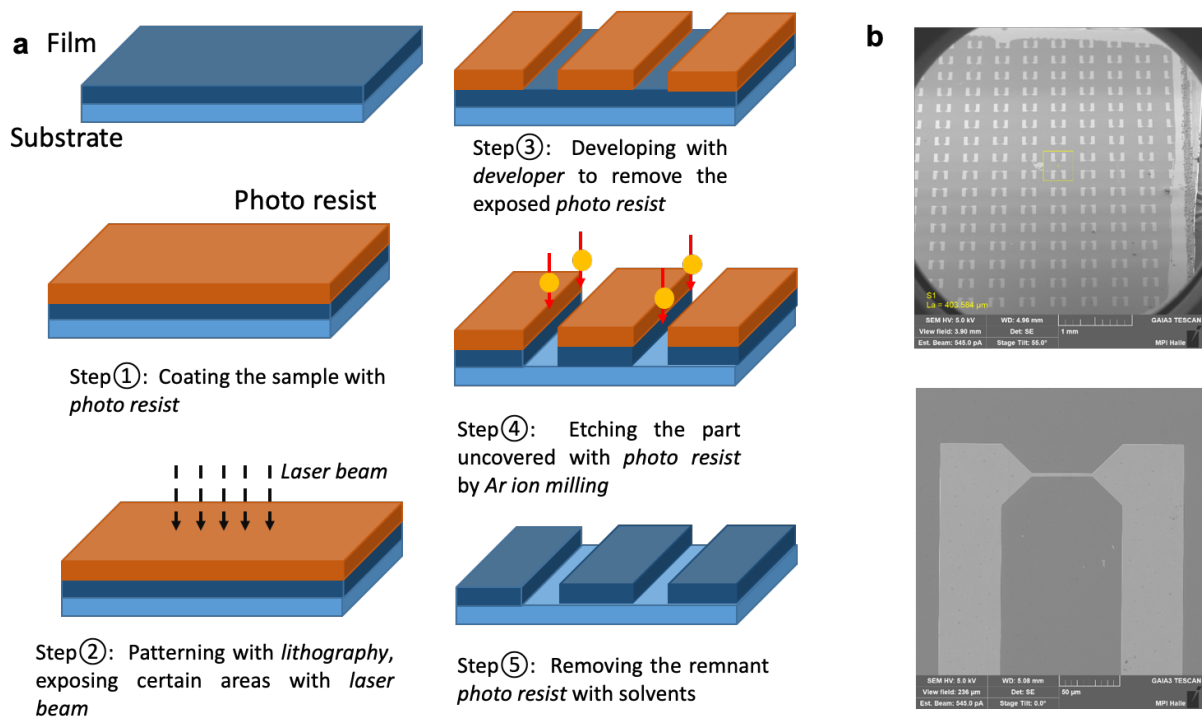 a Film
Substrate
Photo resist
Step①: Coating the sample with
photo resist
Laser beam
Step②: Patterning with lithography,
exposing certain areas with laser
beam
Step③: Developing with
developer to remove the
exposed photo resist
Step④: Etching the part
uncovered with photo resist
by Ar ion milling
Step⑤: Removing the remnant
photo resist with solvents
b
S1
La = 403.584 µm
SEM HV: 5.0 kV WD: 4.96 mm GAIA3 TESCAN
View field: 3.90 mm Det: SE 1 mm
Est. Beam: 545.0 pA Stage Tilt: 55.0° MPI Halle
SEM HV: 5.0 kV WD: 5.08 mm GAIA3 TESCAN
View field: 236 µm Det: SE 50 µm
Est. Beam: 545.0 pA Stage Tilt: 0.0° MPI Halle